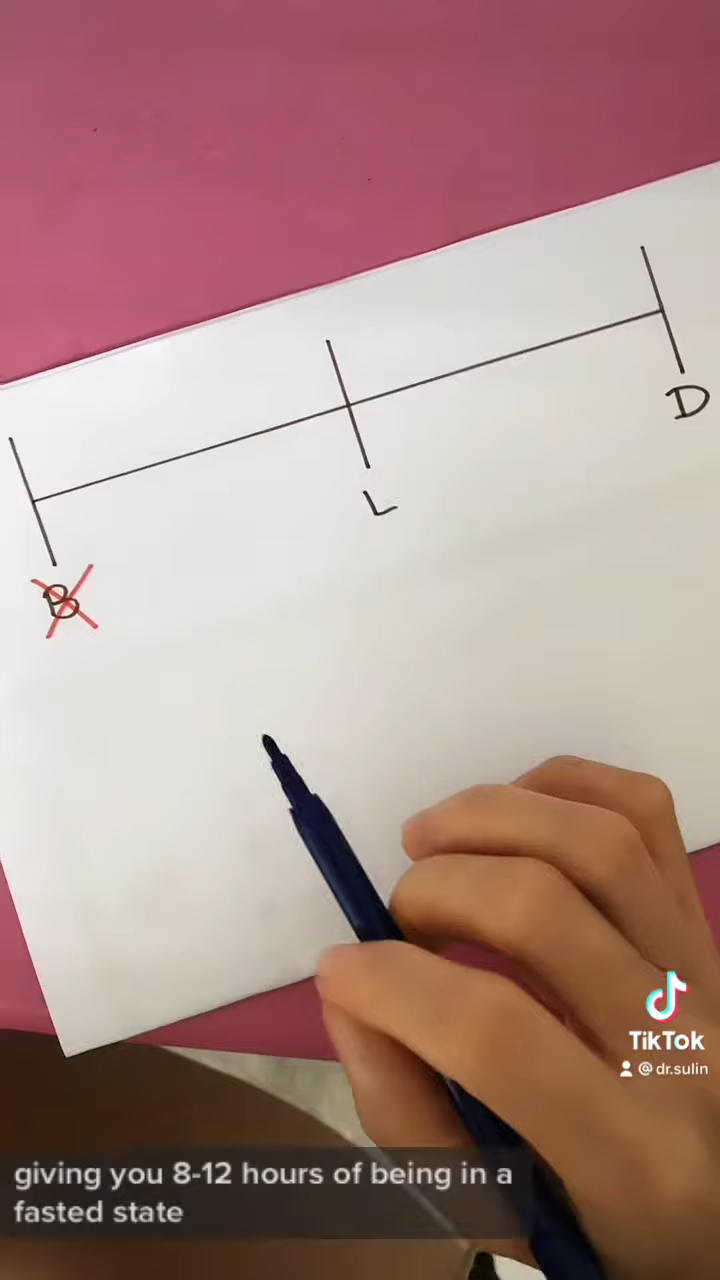 D
L
B
TikTok
@ dr.sulin
giving you 8-12 hours of being in a
fasted state